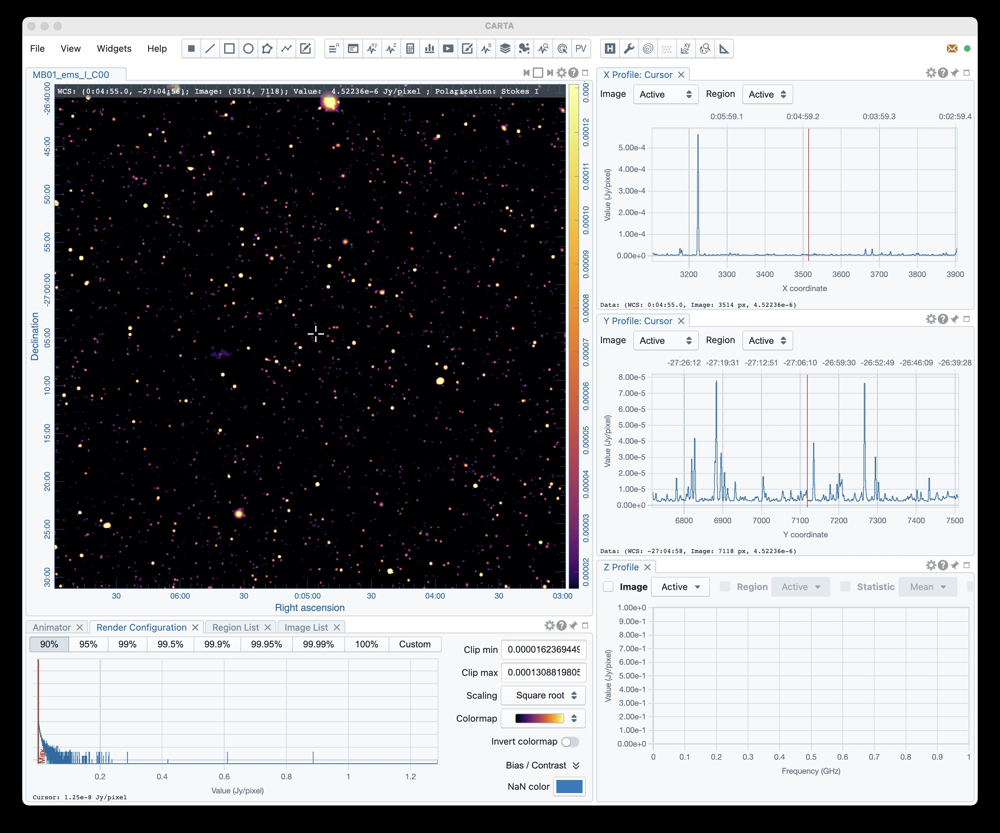 CARTA
File View Widgets Help
R XY Z S PV H XY
MB01_ems_I_C00
WCS: (0:04:55.0, -27:04:56); Image: (3514, 7118); Value: 4.52236e-6 Jy/pixel ; Polarization: Stokes I
-26:40:00
45:00
50:00
55:00
-27:00:00
05:00
10:00
15:00
20:00
25:00
30:00
Declination
30 06:00 30 0:05:00 30 04:00 30 03:00
Right ascension
0.0012
0.00011
0.00010
0.00009
0.00008
0.00007
0.00006
0.00005
0.00004
0.00003
0.00002
X Profile: Cursor
Image Active Region Active
0:05:59.1 0:04:59.2 0:03:59.3 0:02:59.4
5.00e-4
4.00e-4
3.00e-4
2.00e-4
1.00e-4
0.00e+0
Value (Jy/pixel)
3200 3300 3400 3500 3600 3700 3800 3900
X coordinate
Data: (WCS: 0:04:55.0, Image: 3514 px, 4.52236e-6)
Y Profile: Cursor
Image Active Region Active
-27:26:12 -27:19:31 -27:12:51 -27:06:10 -26:59:30 -26:52:49 -26:46:09 -26:39:28
8.00e-5
7.00e-5
6.00e-5
5.00e-5
4.00e-5
3.00e-5
2.00e-5
1.00e-5
0.00e+0
Value (Jy/pixel)
6800 6900 7000 7100 7200 7300 7400 7500
Y coordinate
Data: (WCS: -27:04:58, Image: 7118 px, 4.52236e-6)
Z Profile
Image Active Region Active Statistic Mean
1.00e+0
9.00e-1
8.00e-1
7.00e-1
6.00e-1
5.00e-1
4.00e-1
3.00e-1
2.00e-1
1.00e-1
0.00e+0
Value (Jy/pixel)
0 0.1 0.2 0.3 0.4 0.5 0.6 0.7 0.8 0.9 1
Frequency (GHz)
Animator Render Configuration Region List Image List
90% 95% 99% 99.5% 99.9% 99.95% 99.99% 100% Custom
Max
0.2 0.4 0.6 0.8 1 1.2
Value (Jy/pixel)
Cursor: 1.25e-8 Jy/pixel
Clip min 0.0000162369449
Clip max 0.0001308819805
Scaling Square root
Colormap
Invert colormap
Bias / Contrast
NaN color